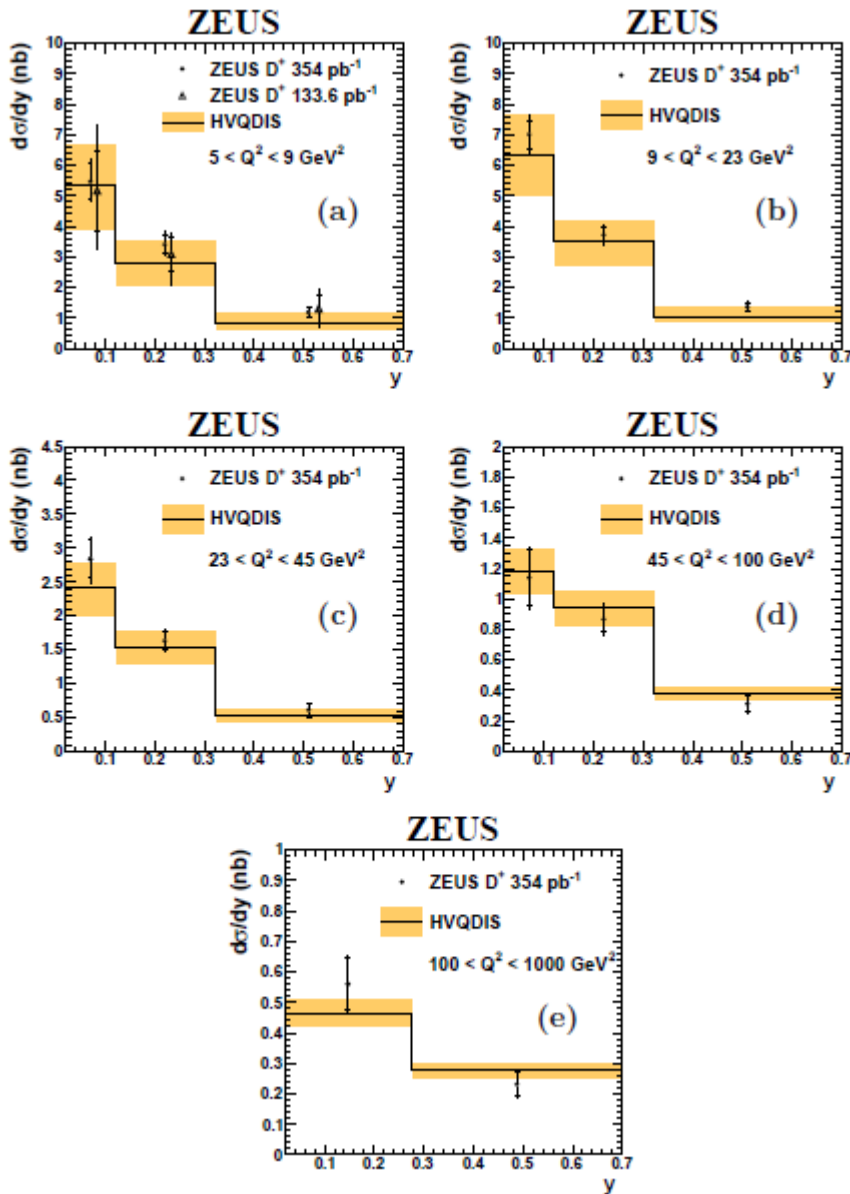 ZEUS
dσ/dy (nb)
10
9
8
7
6
5
4
3
2
1
0
ZEUS D⁺ 354 pb⁻¹
ZEUS D⁺ 133.6 pb⁻¹
HVQDIS
5 < Q² < 9 GeV²
(a)
0.1 0.2 0.3 0.4 0.5 0.6 0.7
y
ZEUS
dσ/dy (nb)
10
9
8
7
6
5
4
3
2
1
0
ZEUS D⁺ 354 pb⁻¹
HVQDIS
9 < Q² < 23 GeV²
(b)
0.1 0.2 0.3 0.4 0.5 0.6 0.7
y
ZEUS
dσ/dy (nb)
4.5
4
3.5
3
2.5
2
1.5
1
0.5
0
ZEUS D⁺ 354 pb⁻¹
HVQDIS
23 < Q² < 45 GeV²
(c)
0.1 0.2 0.3 0.4 0.5 0.6 0.7
y
ZEUS
dσ/dy (nb)
2
1.8
1.6
1.4
1.2
1
0.8
0.6
0.4
0.2
0
ZEUS D⁺ 354 pb⁻¹
HVQDIS
45 < Q² < 100 GeV²
(d)
0.1 0.2 0.3 0.4 0.5 0.6 0.7
y
ZEUS
dσ/dy (nb)
1
0.9
0.8
0.7
0.6
0.5
0.4
0.3
0.2
0.1
0
ZEUS D⁺ 354 pb⁻¹
HVQDIS
100 < Q² < 1000 GeV²
(e)
0.1 0.2 0.3 0.4 0.5 0.6 0.7
y